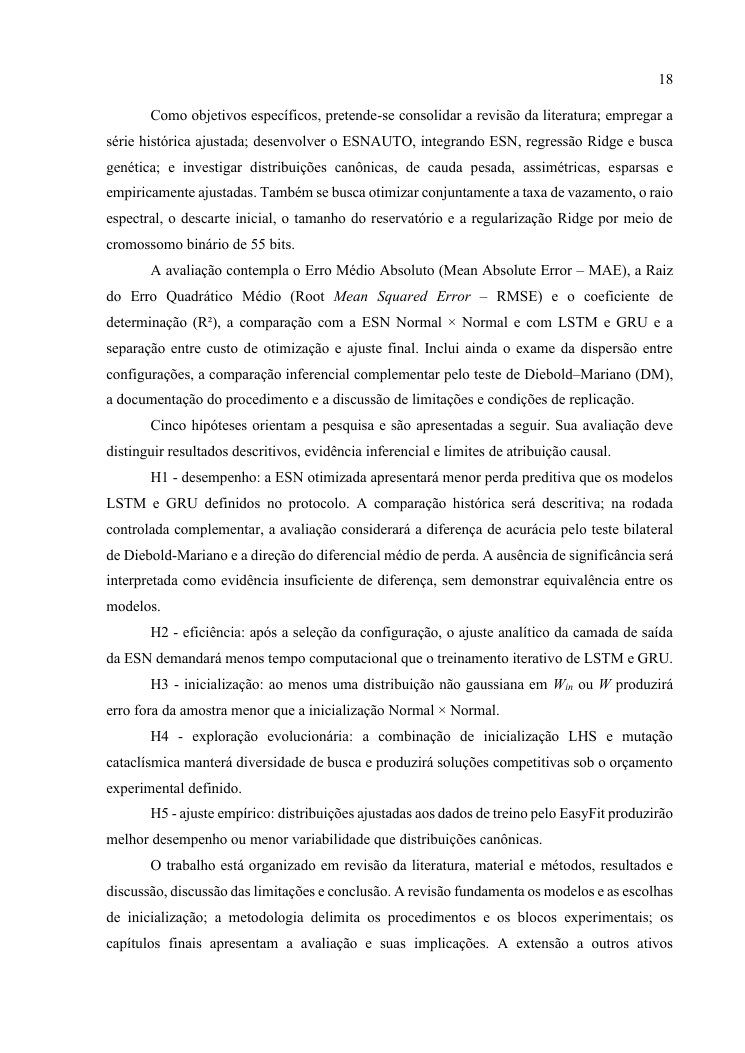 18
Como objetivos específicos, pretende-se consolidar a revisão da literatura; empregar a
série histórica ajustada; desenvolver o ESNAUTO, integrando ESN, regressão Ridge e busca
genética; e investigar distribuições canônicas, de cauda pesada, assimétricas, esparsas e
empiricamente ajustadas. Também se busca otimizar conjuntamente a taxa de vazamento, o raio
espectral, o descarte inicial, o tamanho do reservatório e a regularização Ridge por meio de
cromossomo binário de 55 bits.
A avaliação contempla o Erro Médio Absoluto (Mean Absolute Error – MAE), a Raiz
do Erro Quadrático Médio (Root Mean Squared Error – RMSE) e o coeficiente de
determinação (R²), a comparação com a ESN Normal × Normal e com LSTM e GRU e a
separação entre custo de otimização e ajuste final. Inclui ainda o exame da dispersão entre
configurações, a comparação inferencial complementar pelo teste de Diebold–Mariano (DM),
a documentação do procedimento e a discussão de limitações e condições de replicação.
Cinco hipóteses orientam a pesquisa e são apresentadas a seguir. Sua avaliação deve
distinguir resultados descritivos, evidência inferencial e limites de atribuição causal.
H1 - desempenho: a ESN otimizada apresentará menor perda preditiva que os modelos
LSTM e GRU definidos no protocolo. A comparação histórica será descritiva; na rodada
controlada complementar, a avaliação considerará a diferença de acurácia pelo teste bilateral
de Diebold-Mariano e a direção do diferencial médio de perda. A ausência de significância será
interpretada como evidência insuficiente de diferença, sem demonstrar equivalência entre os
modelos.
H2 - eficiência: após a seleção da configuração, o ajuste analítico da camada de saída
da ESN demandará menos tempo computacional que o treinamento iterativo de LSTM e GRU.
H3 - inicialização: ao menos uma distribuição não gaussiana em Win ou W produzirá
erro fora da amostra menor que a inicialização Normal × Normal.
H4 - exploração evolucionária: a combinação de inicialização LHS e mutação
cataclísmica manterá diversidade de busca e produzirá soluções competitivas sob o orçamento
experimental definido.
H5 - ajuste empírico: distribuições ajustadas aos dados de treino pelo EasyFit produzirão
melhor desempenho ou menor variabilidade que distribuições canônicas.
O trabalho está organizado em revisão da literatura, material e métodos, resultados e
discussão, discussão das limitações e conclusão. A revisão fundamenta os modelos e as escolhas
de inicialização; a metodologia delimita os procedimentos e os blocos experimentais; os
capítulos finais apresentam a avaliação e suas implicações. A extensão a outros ativos